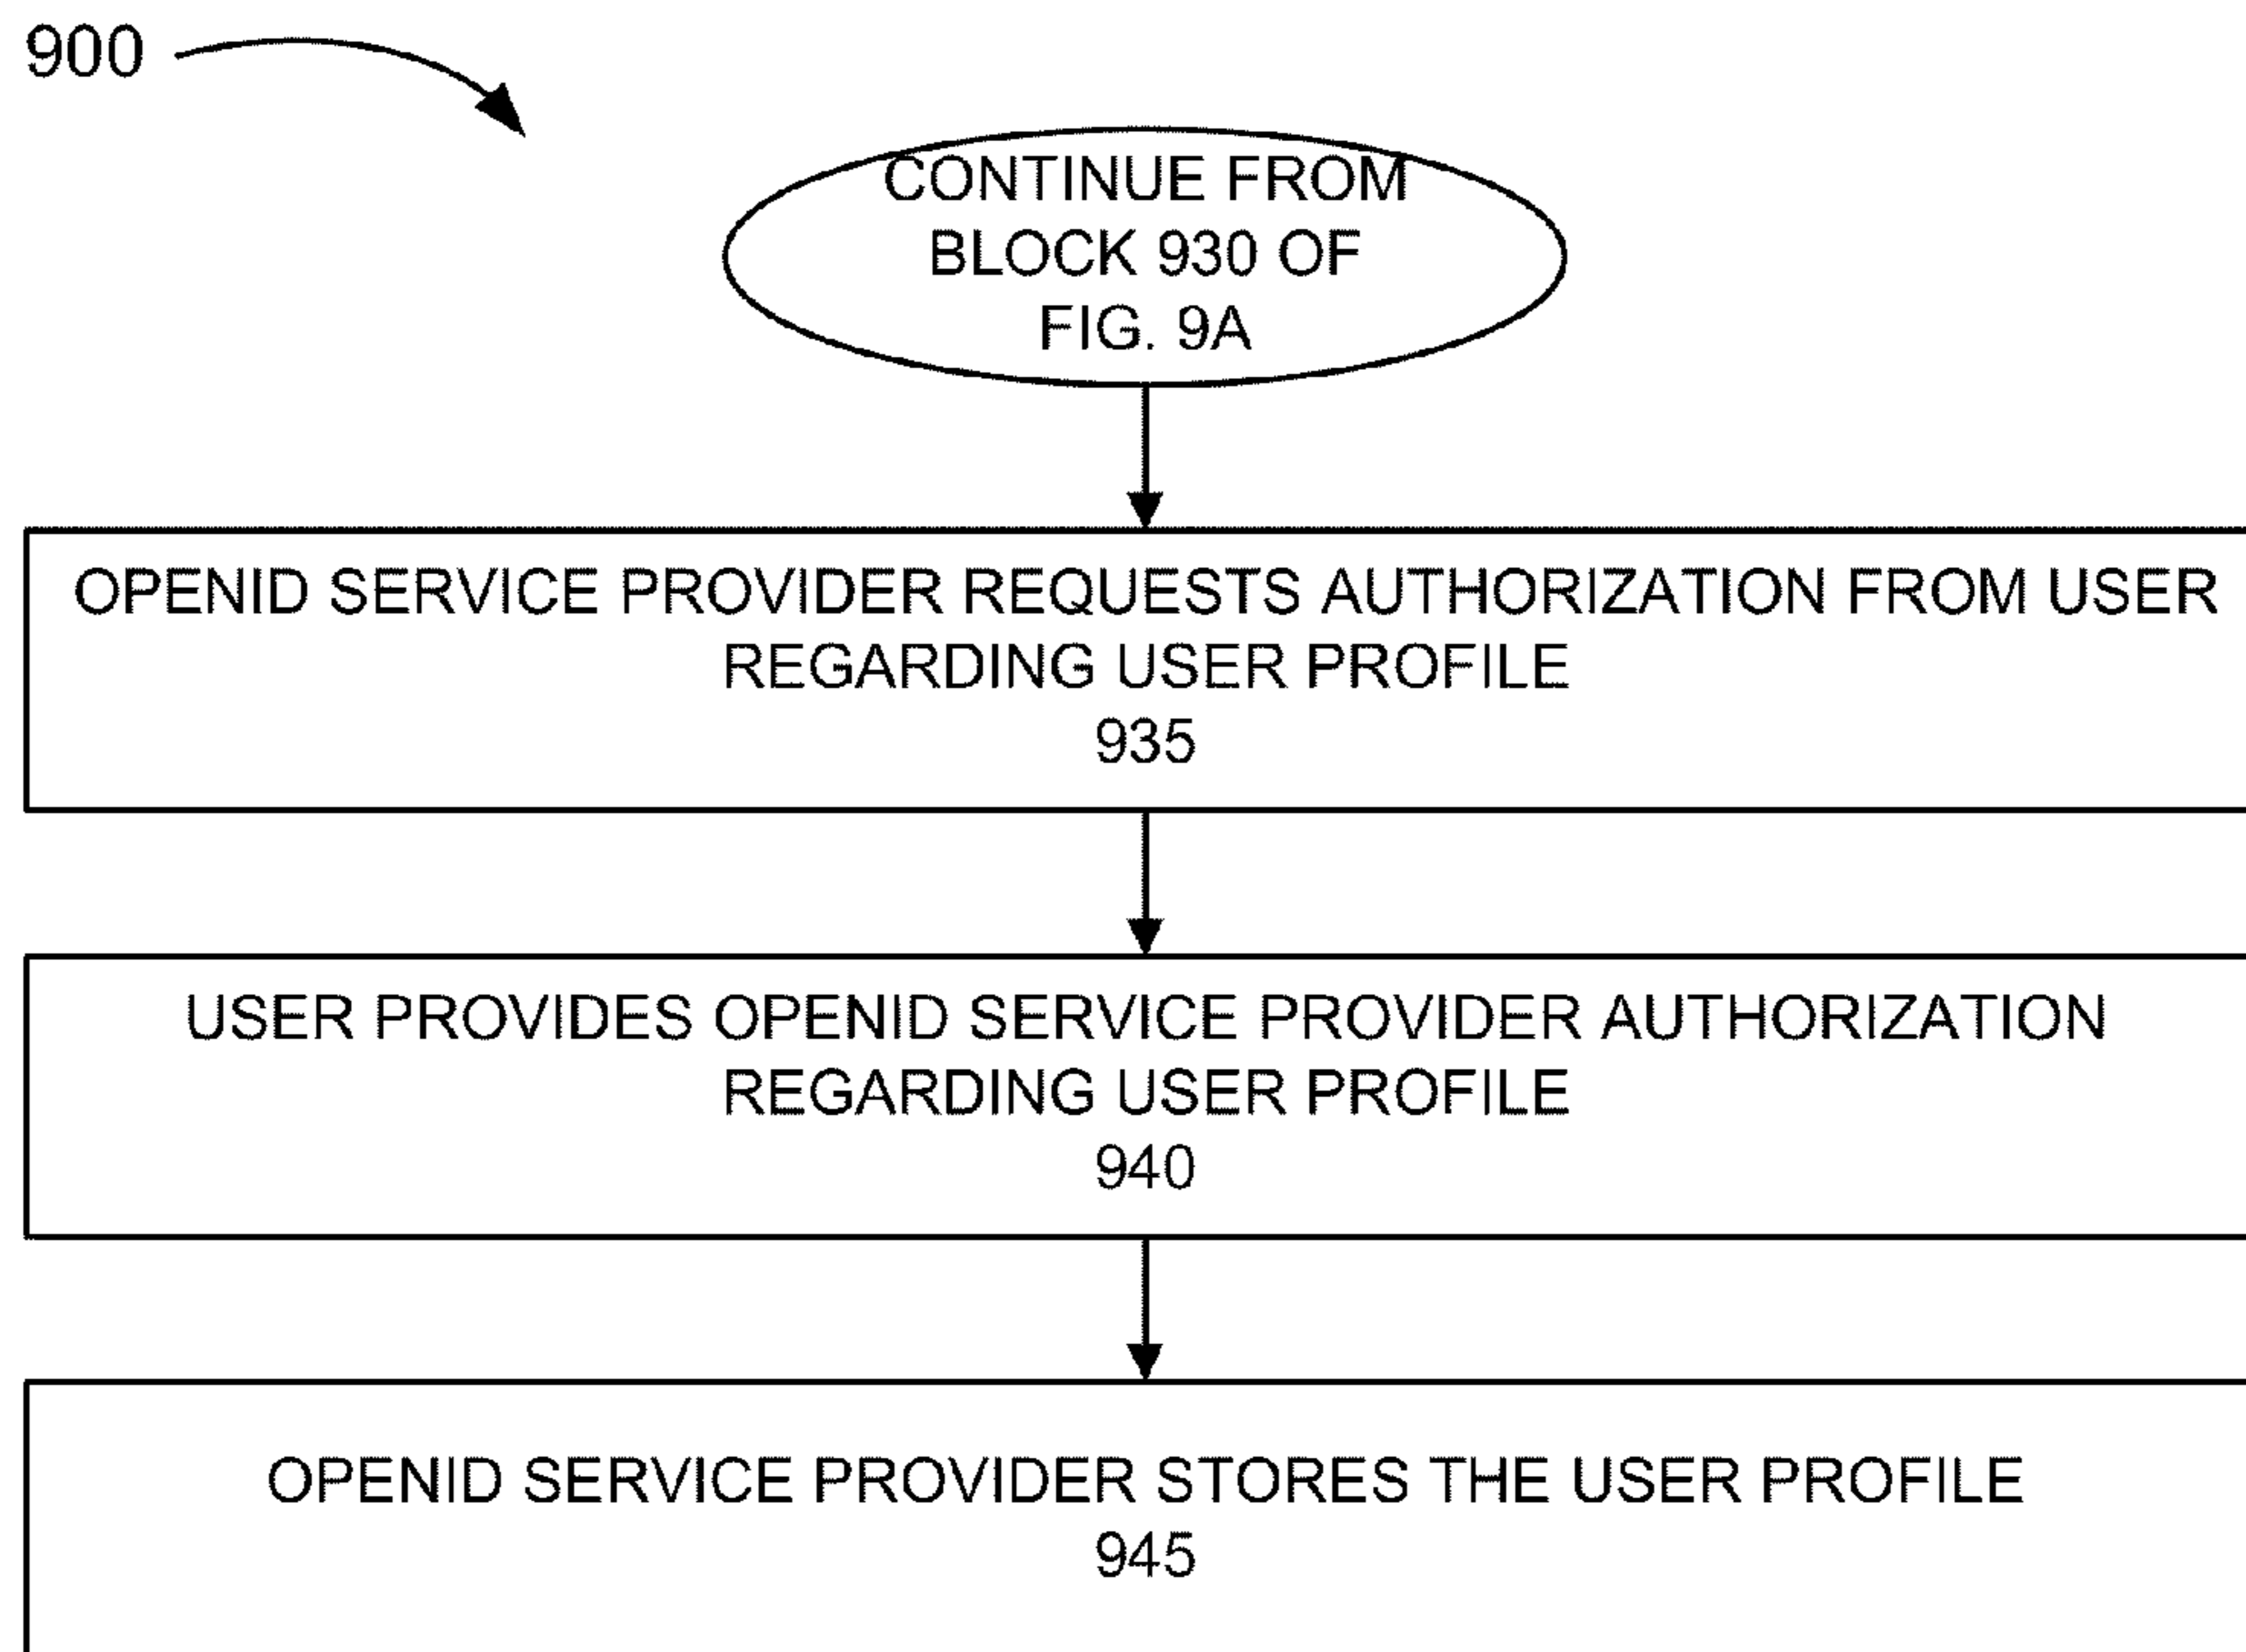 900
CONTINUE FROM
BLOCK 930 OF
FIG. 9A
OPENID SERVICE PROVIDER REQUESTS AUTHORIZATION FROM USER
REGARDING USER PROFILE
935
USER PROVIDES OPENID SERVICE PROVIDER AUTHORIZATION
REGARDING USER PROFILE
940
OPENID SERVICE PROVIDER STORES THE USER PROFILE
945